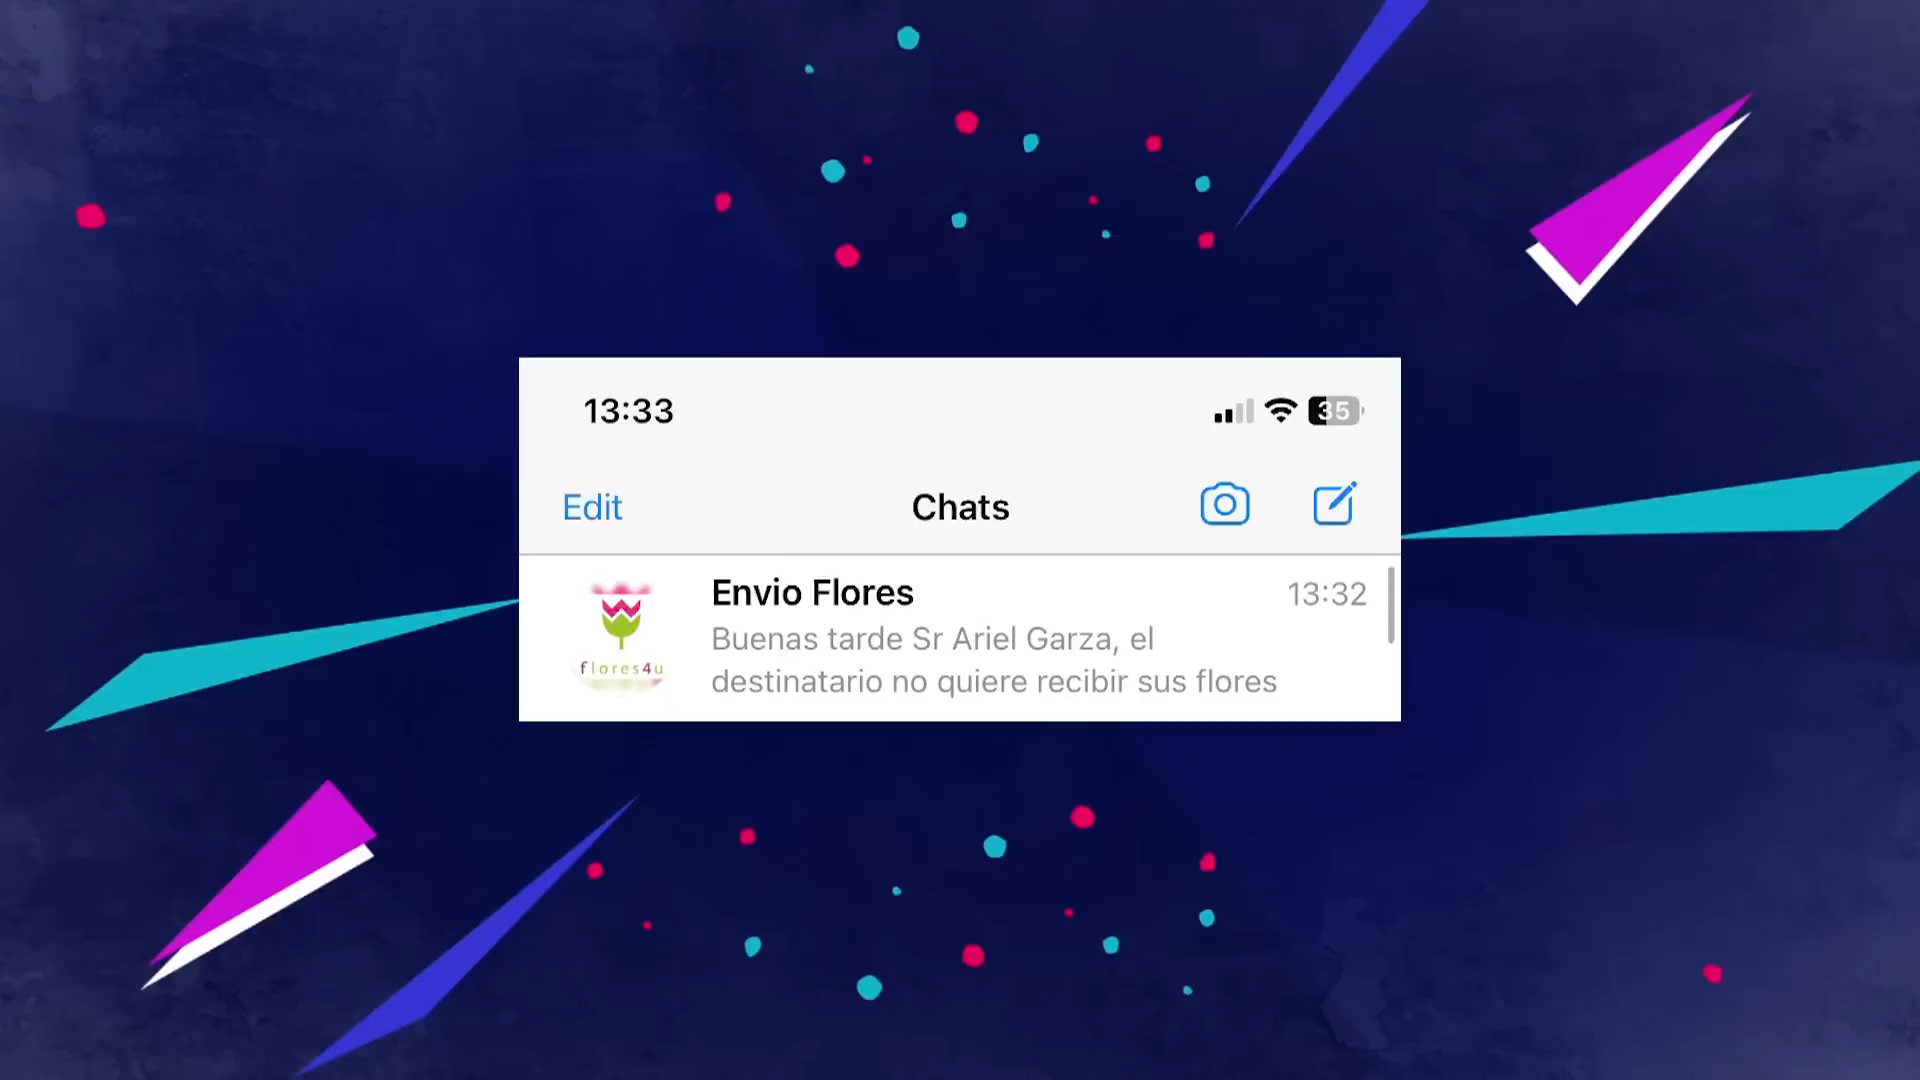 13:33
35
Edit
Chats
Envio Flores
13:32
Buenas tarde Sr Ariel Garza, el
destinatario no quiere recibir sus flores
flores4u